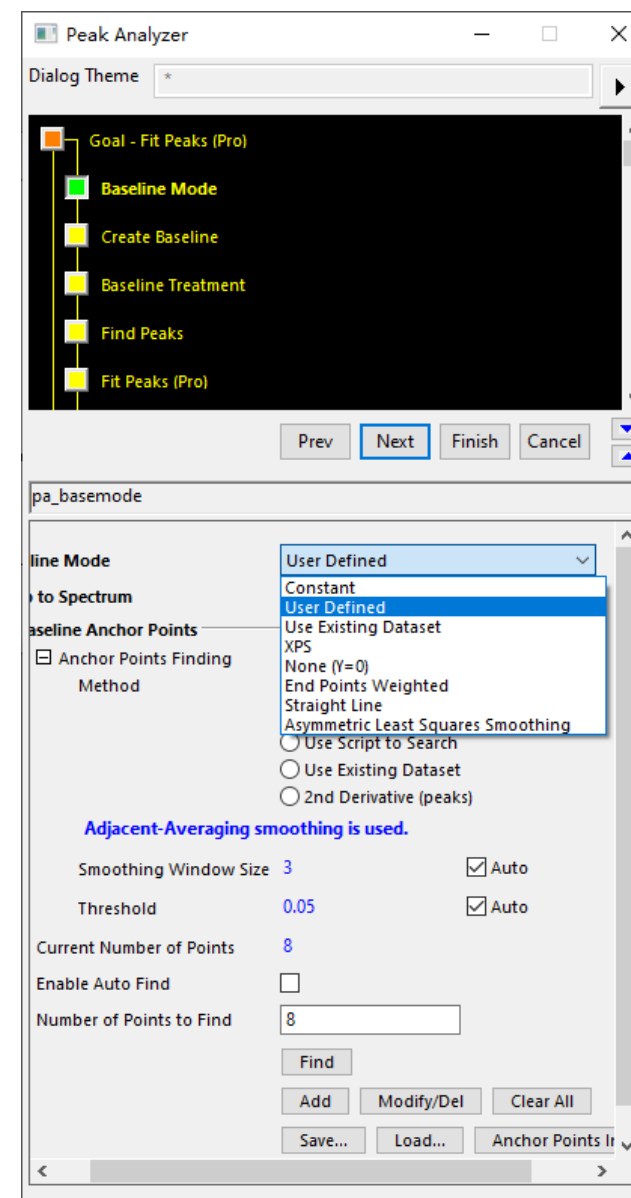 Peak Analyzer
Dialog Theme *
Goal - Fit Peaks (Pro)
Baseline Mode
Create Baseline
Baseline Treatment
Find Peaks
Fit Peaks (Pro)
Prev Next Finish Cancel
pa_basemode
line Mode User Defined
Constant
to Spectrum
User Defined
aseline Anchor Points Use Existing Dataset
XPS
Anchor Points Finding
None (Y=0)
Method End Points Weighted
Straight Line
Asymmetric Least Squares Smoothing
Use Script to Search
Use Existing Dataset
2nd Derivative (peaks)
Adjacent-Averaging smoothing is used.
Smoothing Window Size 3 Auto
Threshold 0.05 Auto
Current Number of Points 8
Enable Auto Find
Number of Points to Find 8
Find
Add Modify/Del Clear All
Save... Load... Anchor Points I